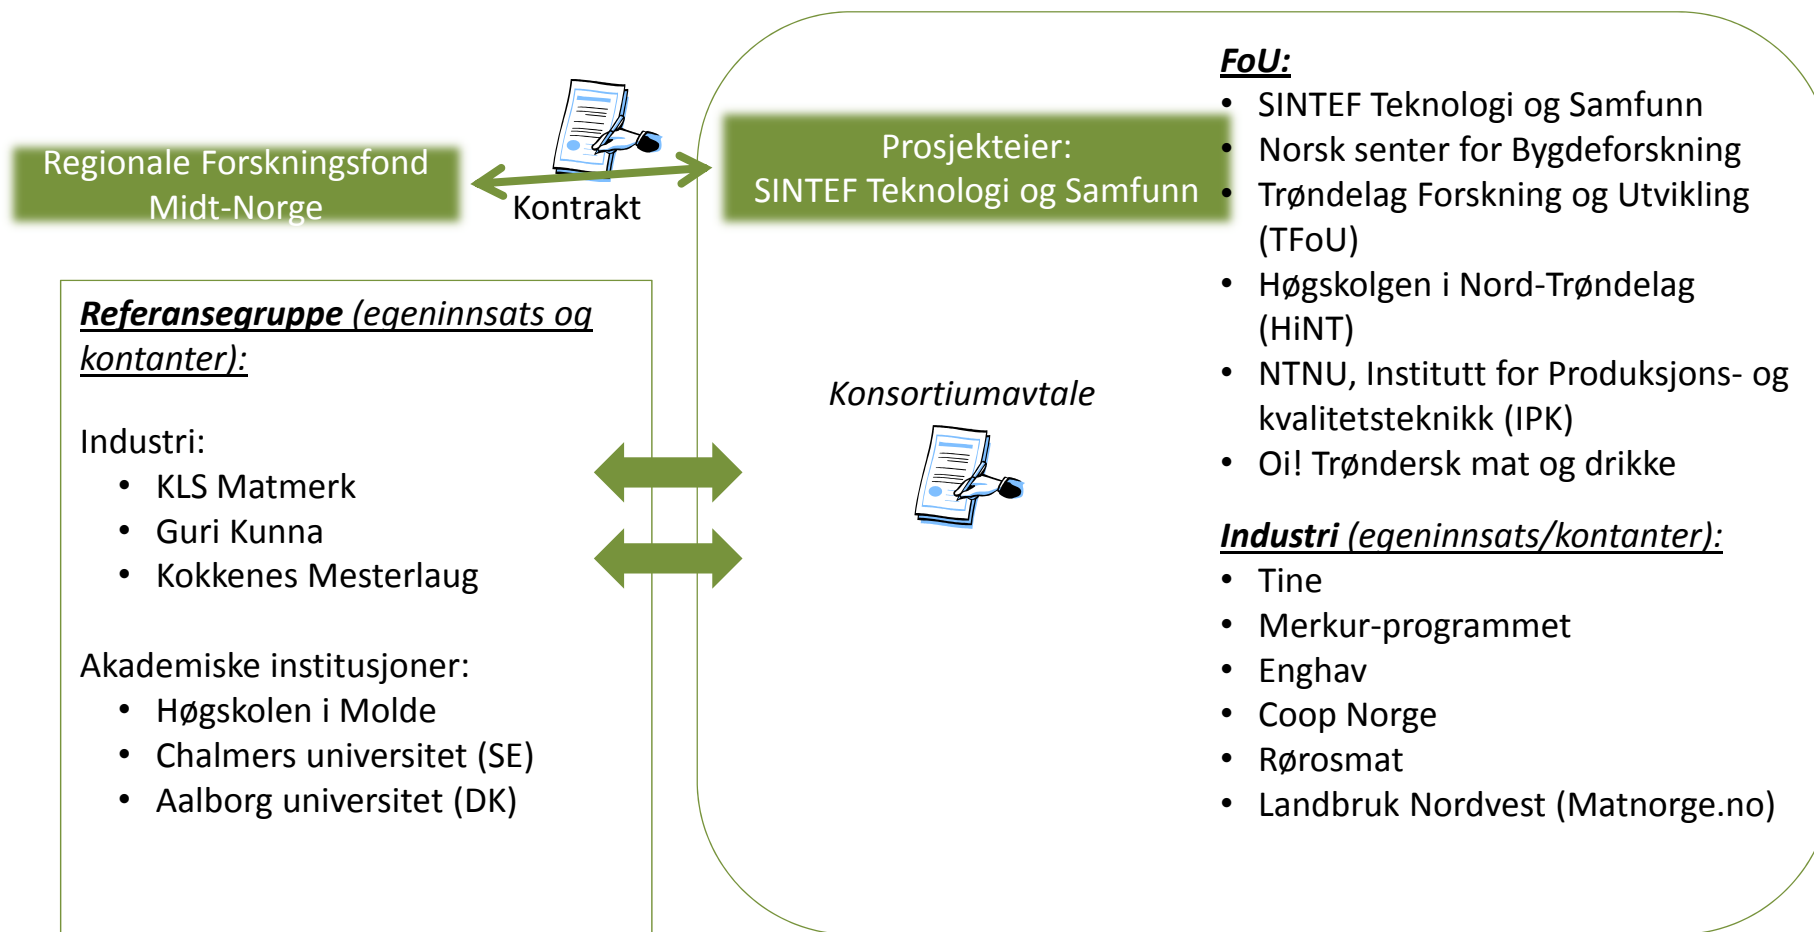 Regionale Forskningsfond
Midt-Norge
Kontrakt
Prosjekteier:
SINTEF Teknologi og Samfunn
Referansegruppe (egeninnsats og
kontanter):
Industri:
• KLS Matmerk
• Guri Kunna
• Kokkenes Mesterlaug
Akademiske institusjoner:
• Høgskolen i Molde
• Chalmers universitet (SE)
• Aalborg universitet (DK)
Konsortiumavtale
FoU:
• SINTEF Teknologi og Samfunn
• Norsk senter for Bygdeforskning
• Trøndelag Forskning og Utvikling
(TFoU)
• Høgskolgen i Nord-Trøndelag
(HiNT)
• NTNU, Institutt for Produksjons- og
kvalitetsteknikk (IPK)
• Oi! Trøndersk mat og drikke
Industri (egeninnsats/kontanter):
• Tine
• Merkur-programmet
• Enghav
• Coop Norge
• Rørosmat
• Landbruk Nordvest (Matnorge.no)